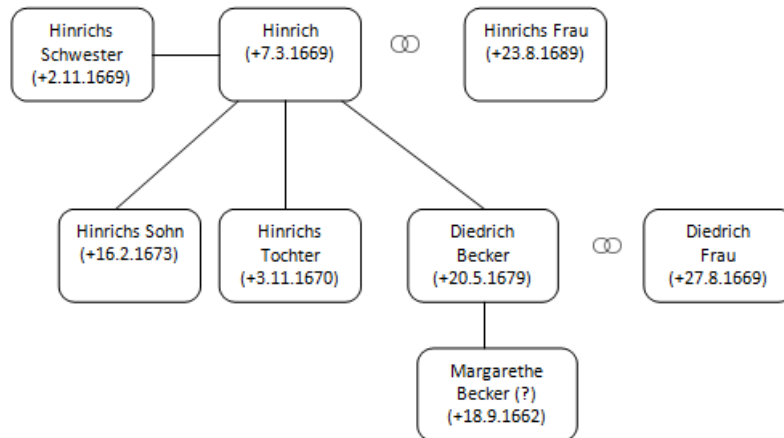 Hinrichs
Schwester
(+2.11.1669)
Hinrich
(+7.3.1669)
Hinrichs Frau
(+23.8.1689)
Hinrichs Sohn
(+16.2.1673)
Hinrichs
Tochter
(+3.11.1670)
Diedrich
Becker
(+20.5.1679)
Diedrich
Frau
(+27.8.1669)
Margarethe
Becker (?)
(+18.9.1662)